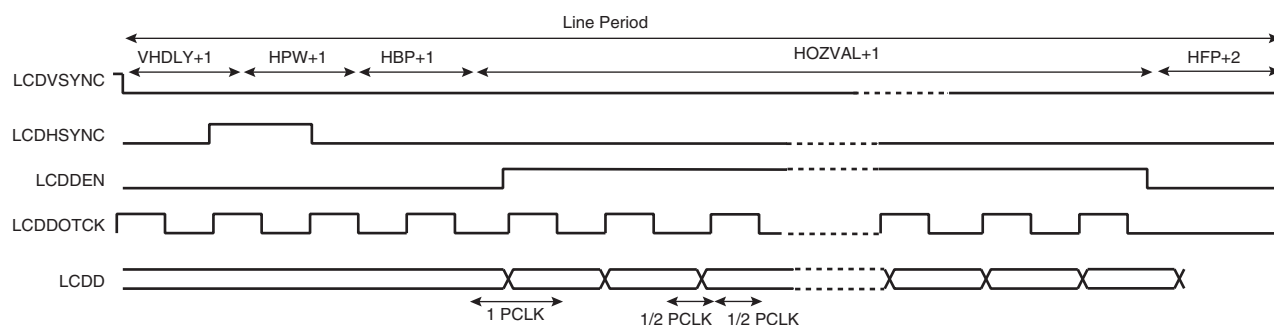 Line Period
VHDLY+1 HPW+1 HBP+1 HOZVAL+1 HFP+2
LCDVSYNC
LCDHSYNC
LCDDEN
LCDDOTCK
LCDD
1 PCLK 1/2 PCLK 1/2 PCLK